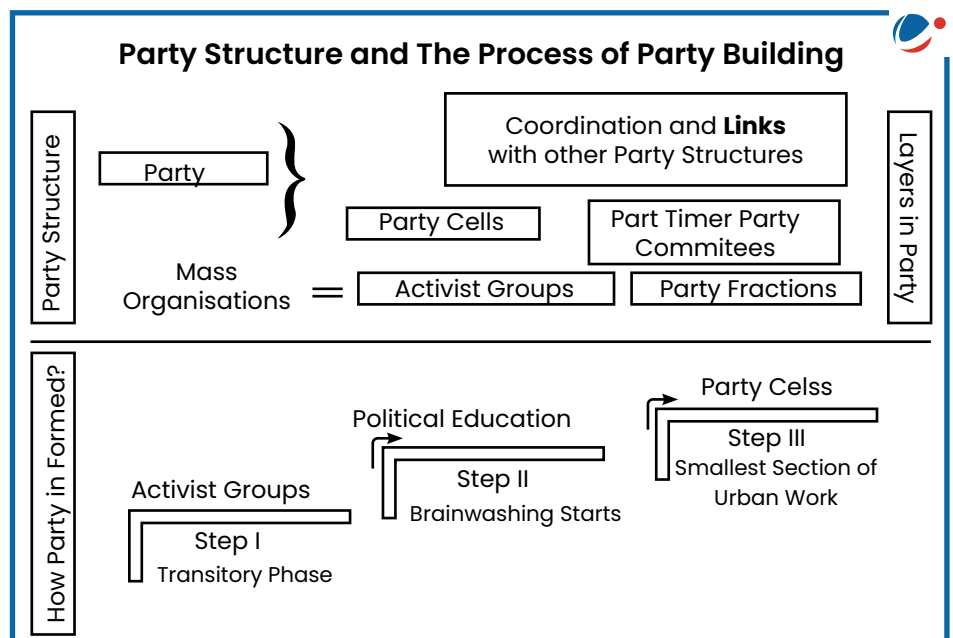 Party Structure and The Process of Party Building
Party Structure
Party
Coordination and Links
with other Party Structures
Party Cells
Part Timer Party
Commitees
Mass
Organisations
=
Activist Groups
Party Fractions
Layers in Party
How Party in Formed?
Activist Groups
Step I
Transitory Phase
Political Education
Step II
Brainwashing Starts
Party Celss
Step III
Smallest Section of
Urban Work